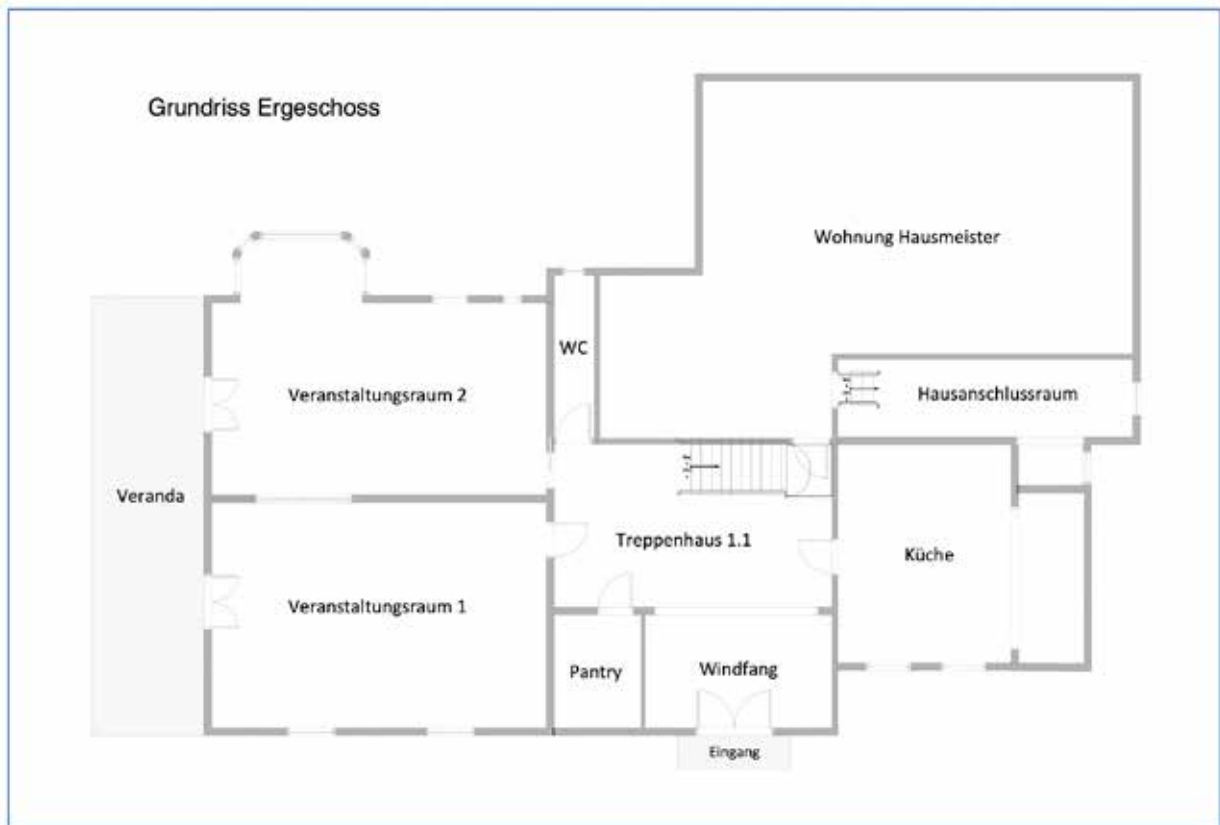 Grundriss Ergeschoss
Wohnung Hausmeister
WC
Veranstaltungsraum 2
Hausanschlussraum
Veranda
Treppenhaus 1.1
Küche
Veranstaltungsraum 1
Pantry
Windfang
Eingang